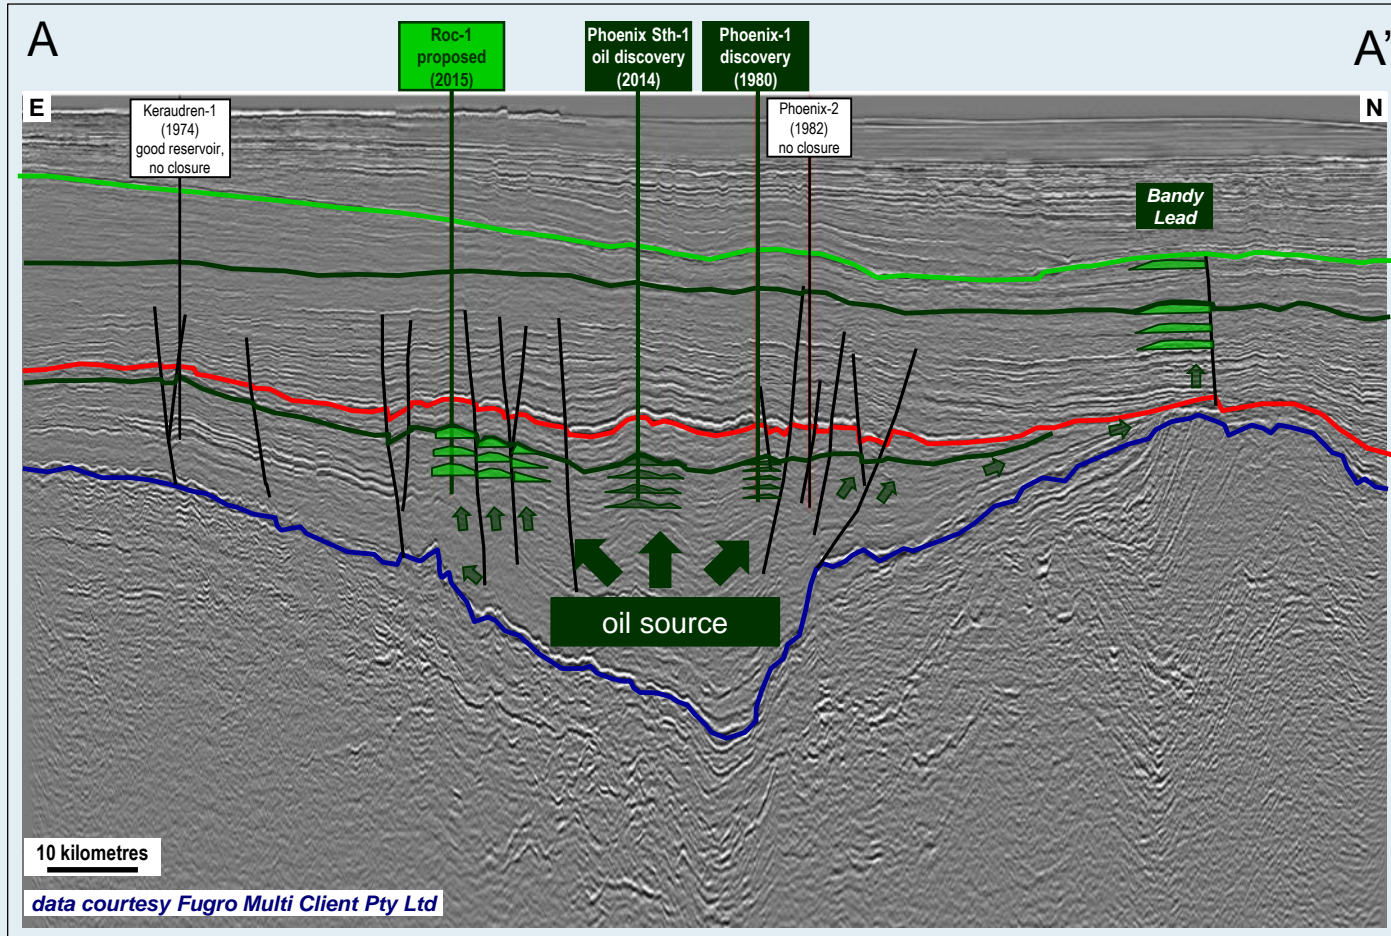 A
A'
E
N
Roc-1
proposed
(2015)
Phoenix Sth-1
oil discovery
(2014)
Phoenix-1
discovery
(1980)
Keraudren-1
(1974)
good reservoir,
no closure
Phoenix-2
(1982)
no closure
Bandy
Lead
oil source
10 kilometres
data courtesy Fugro Multi Client Pty Ltd